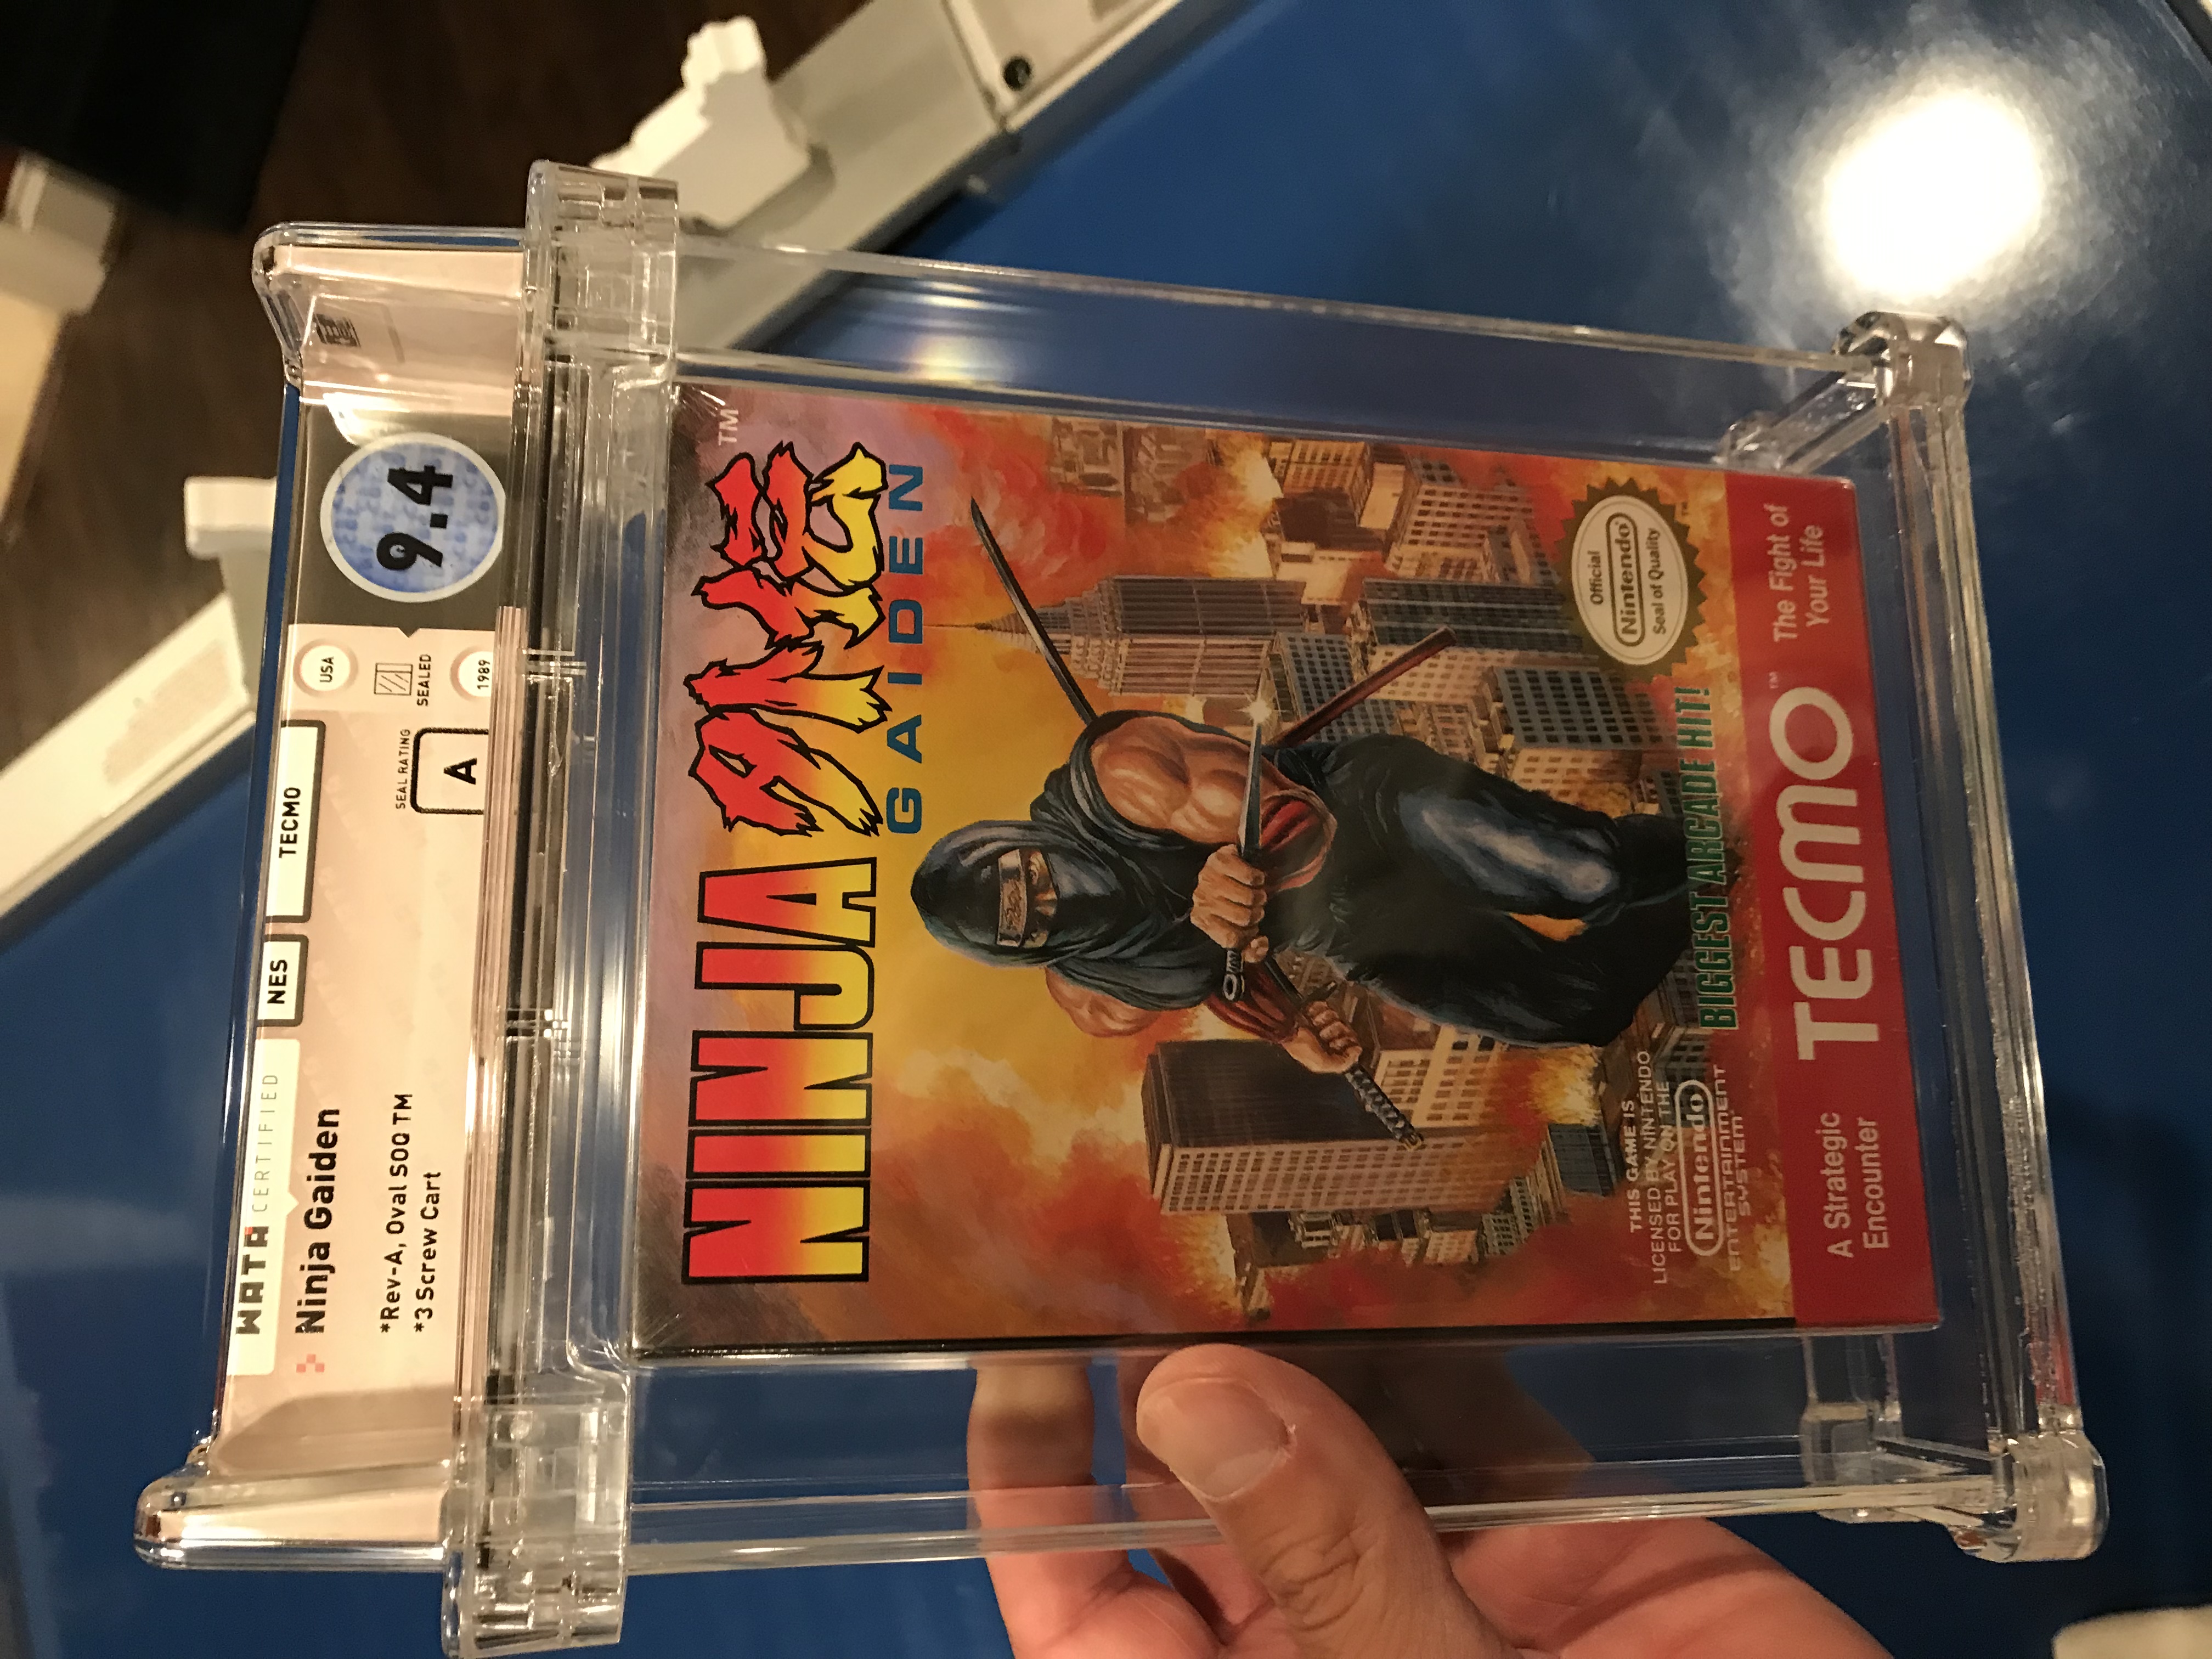 WATA CERTIFIED
NES
TECMO
USA
9.4
Ninja Gaiden
SEALED
SEAL RATING
A
1989
*Rev-A, Oval SOQ TM
*3 Screw Cart
NINJA
TM
GAIDEN
THIS GAME IS
LICENSED BY NINTENDO
FOR PLAY ON THE
Nintendo
ENTERTAINMENT
SYSTEM
BIGGEST ARCADE HIT!
Official
Nintendo
Seal of Quality
A Strategic
Encounter
TECMO™
The Fight of
Your Life